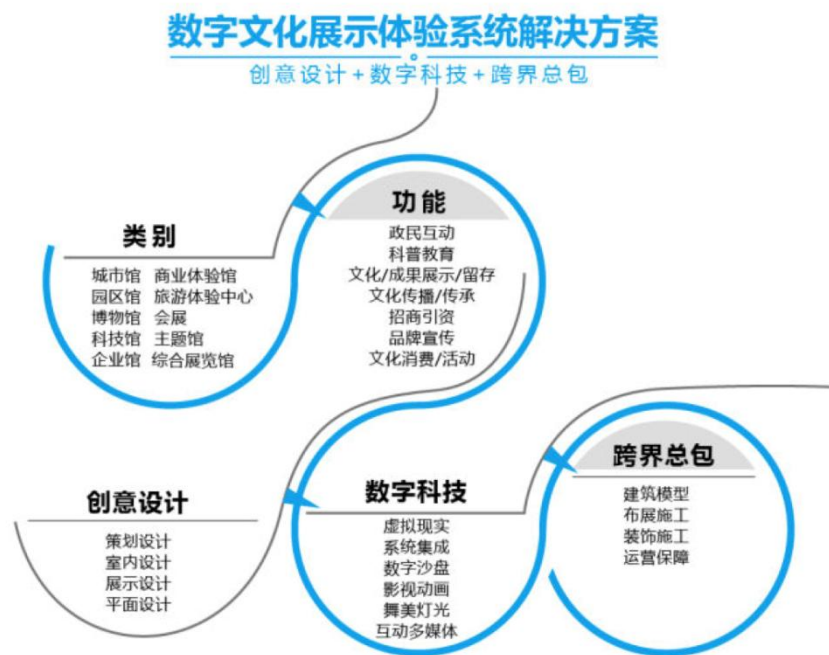 数字文化展示体验系统解决方案
创意设计+数字科技+跨界总包
类别
城市馆 商业体验馆
园区馆 旅游体验中心
博物馆 会展
科技馆 主题馆
企业馆 综合展览馆
功能
政民互动
科普教育
文化/成果展示/留存
文化传播/传承
招商引资
品牌宣传
文化消费/活动
创意设计
策划设计
室内设计
展示设计
平面设计
数字科技
虚拟现实
系统集成
数字沙盘
影视动画
舞美灯光
互动多媒体
跨界总包
建筑模型
布展施工
装饰施工
运营保障